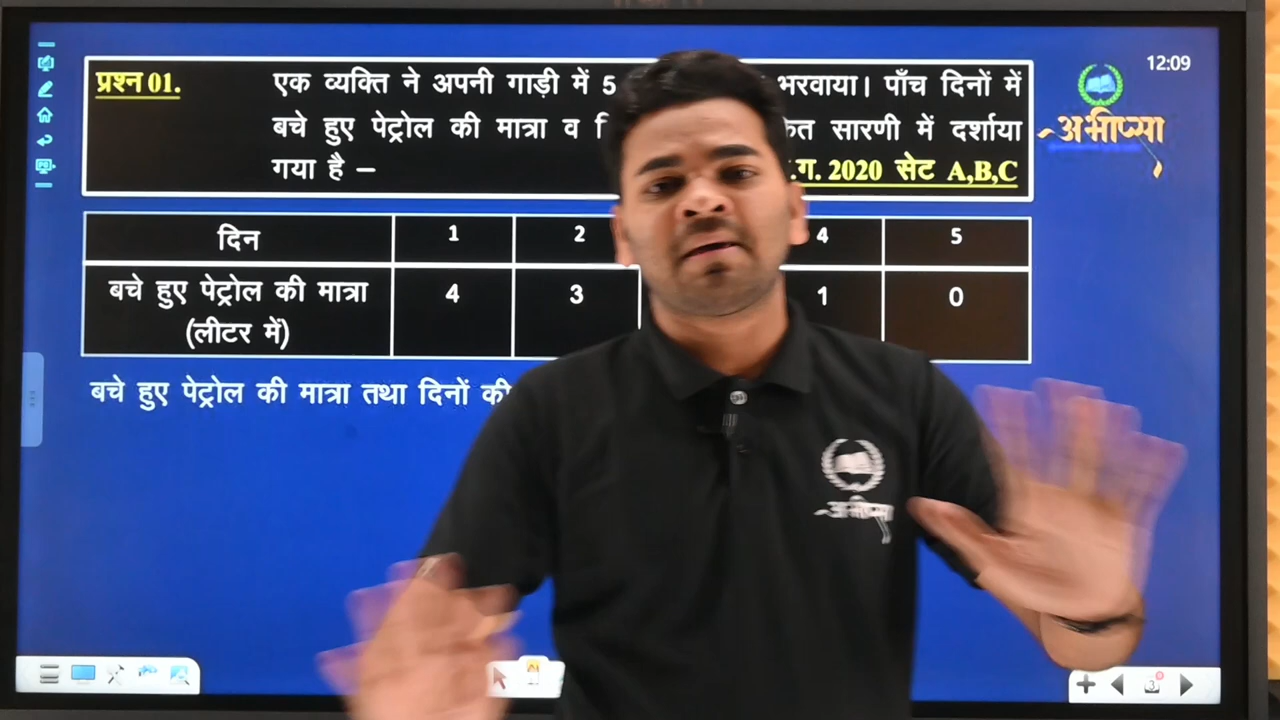 12:09
प्रश्न 01. एक व्यक्ति ने अपनी गाड़ी में 5 भरवाया। पाँच दिनों में
बचे हुए पेट्रोल की मात्रा व सारणी में दर्शाया
गया है – .ग. 2020 सेट A,B,C
अभीप्सा
दिन 1 2 4 5
बचे हुए पेट्रोल की मात्रा (लीटर में) 4 3 1 0
बचे हुए पेट्रोल की मात्रा तथा दिनों की
अभीप्सा